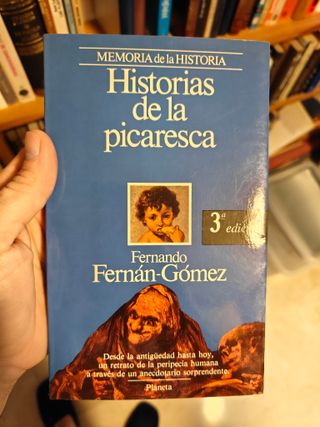 MEMORIA de la HISTORIA
Historias
de la
picaresca
3ª edic
Fernando
Fernán-Gómez
Desde la antigüedad hasta hoy,
un retrato de la peripecia humana
a través de un anecdotario sorprendente.
Planeta